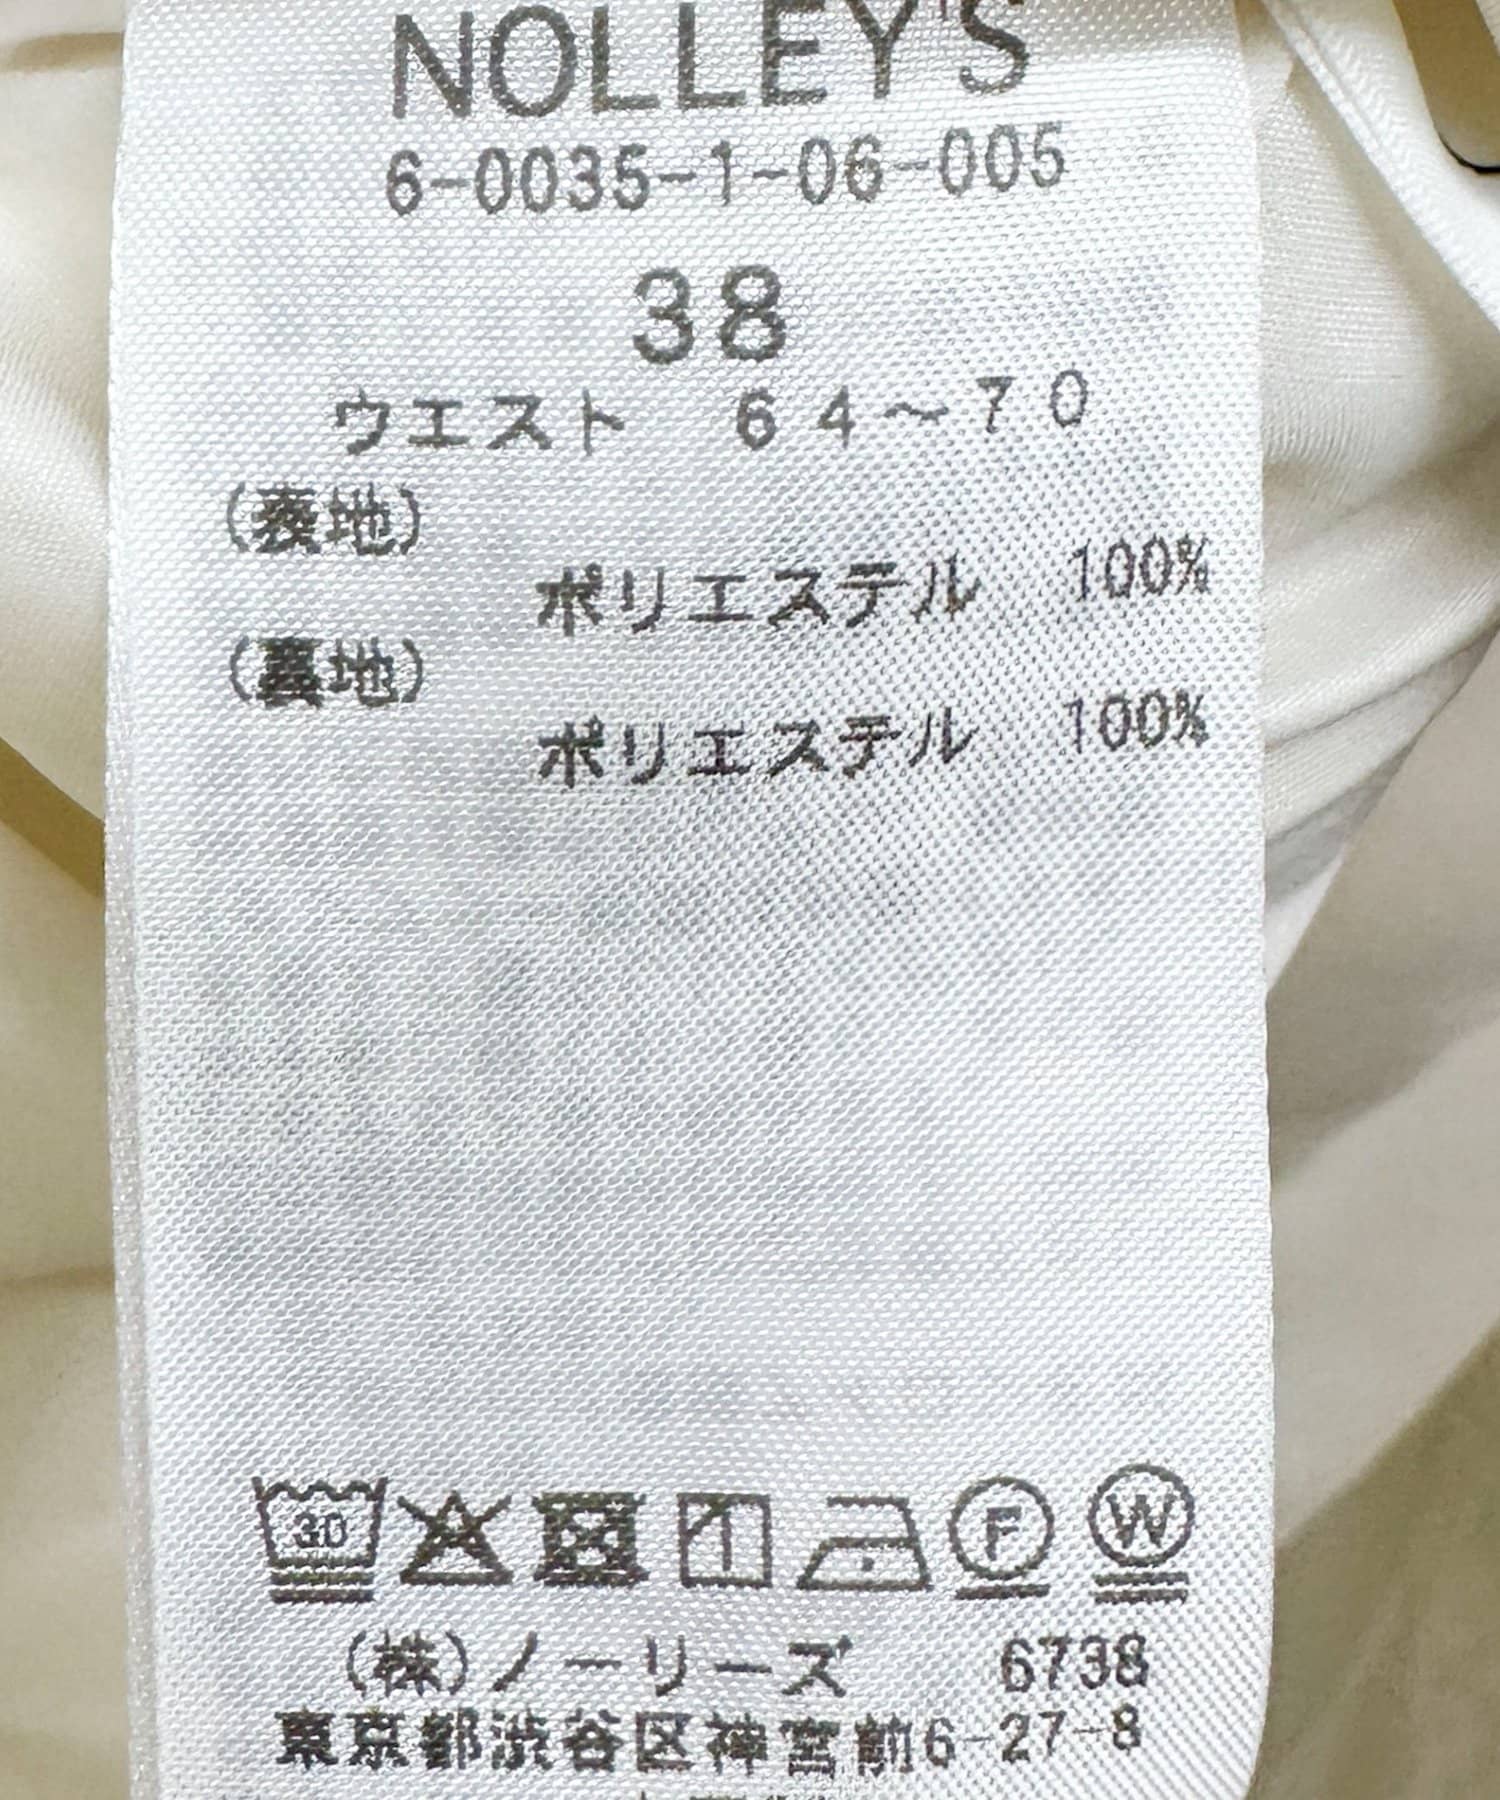 NOLLEY'S
6-0035-1-06-005
38
ウエスト 64～70
(表地)
ポリエステル 100%
(裏地)
ポリエステル 100%
30 1 F W
(株)ノーリーズ 6738
東京都渋谷区神宮前6-27-8